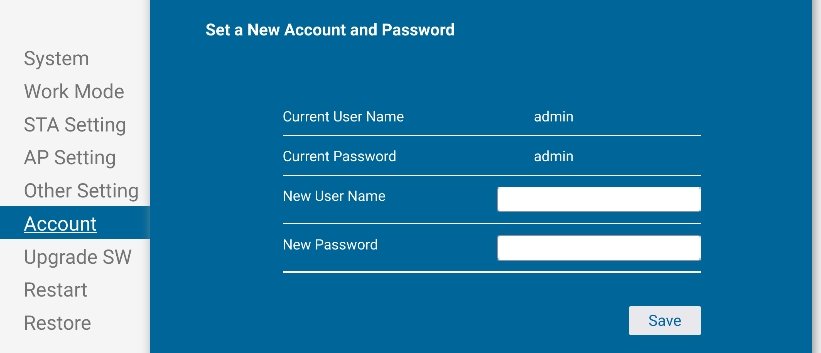 Set a New Account and Password
System
Work Mode
STA Setting
AP Setting
Other Setting
Account
Upgrade SW
Restart
Restore
Current User Name admin
Current Password admin
New User Name
New Password
Save